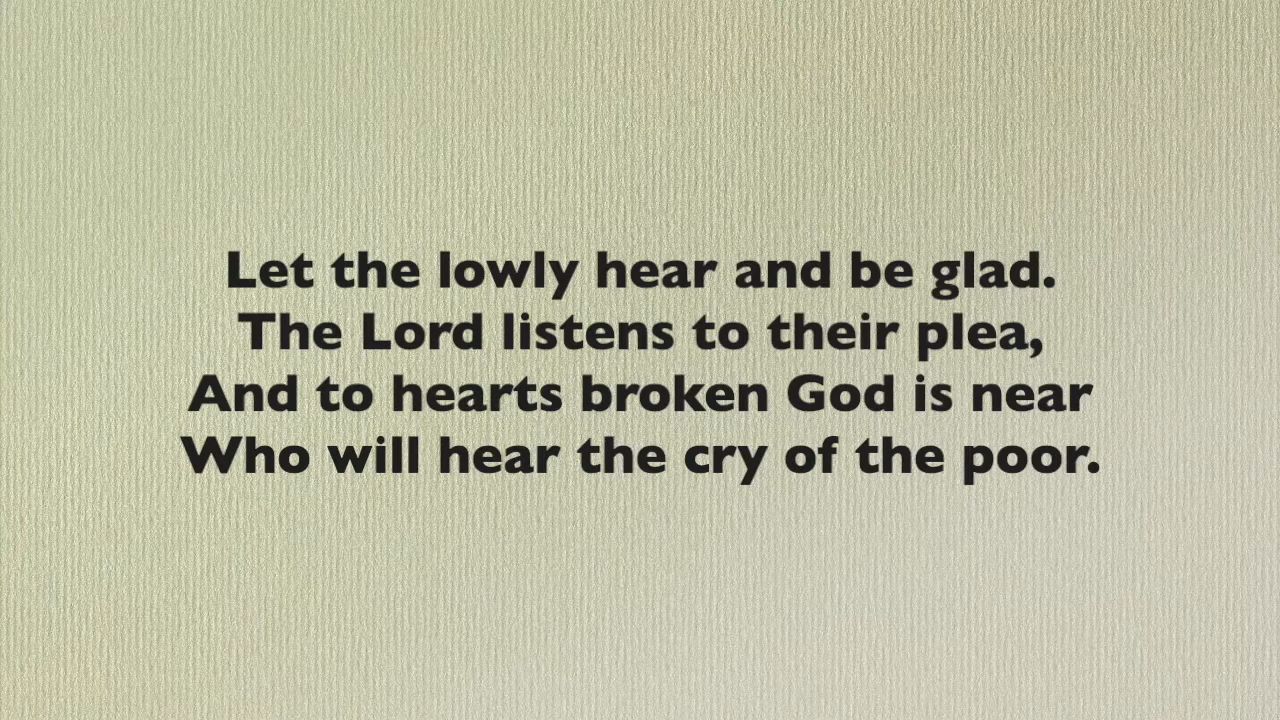 Let the lowly hear and be glad.
The Lord listens to their plea,
And to hearts broken God is near
Who will hear the cry of the poor.